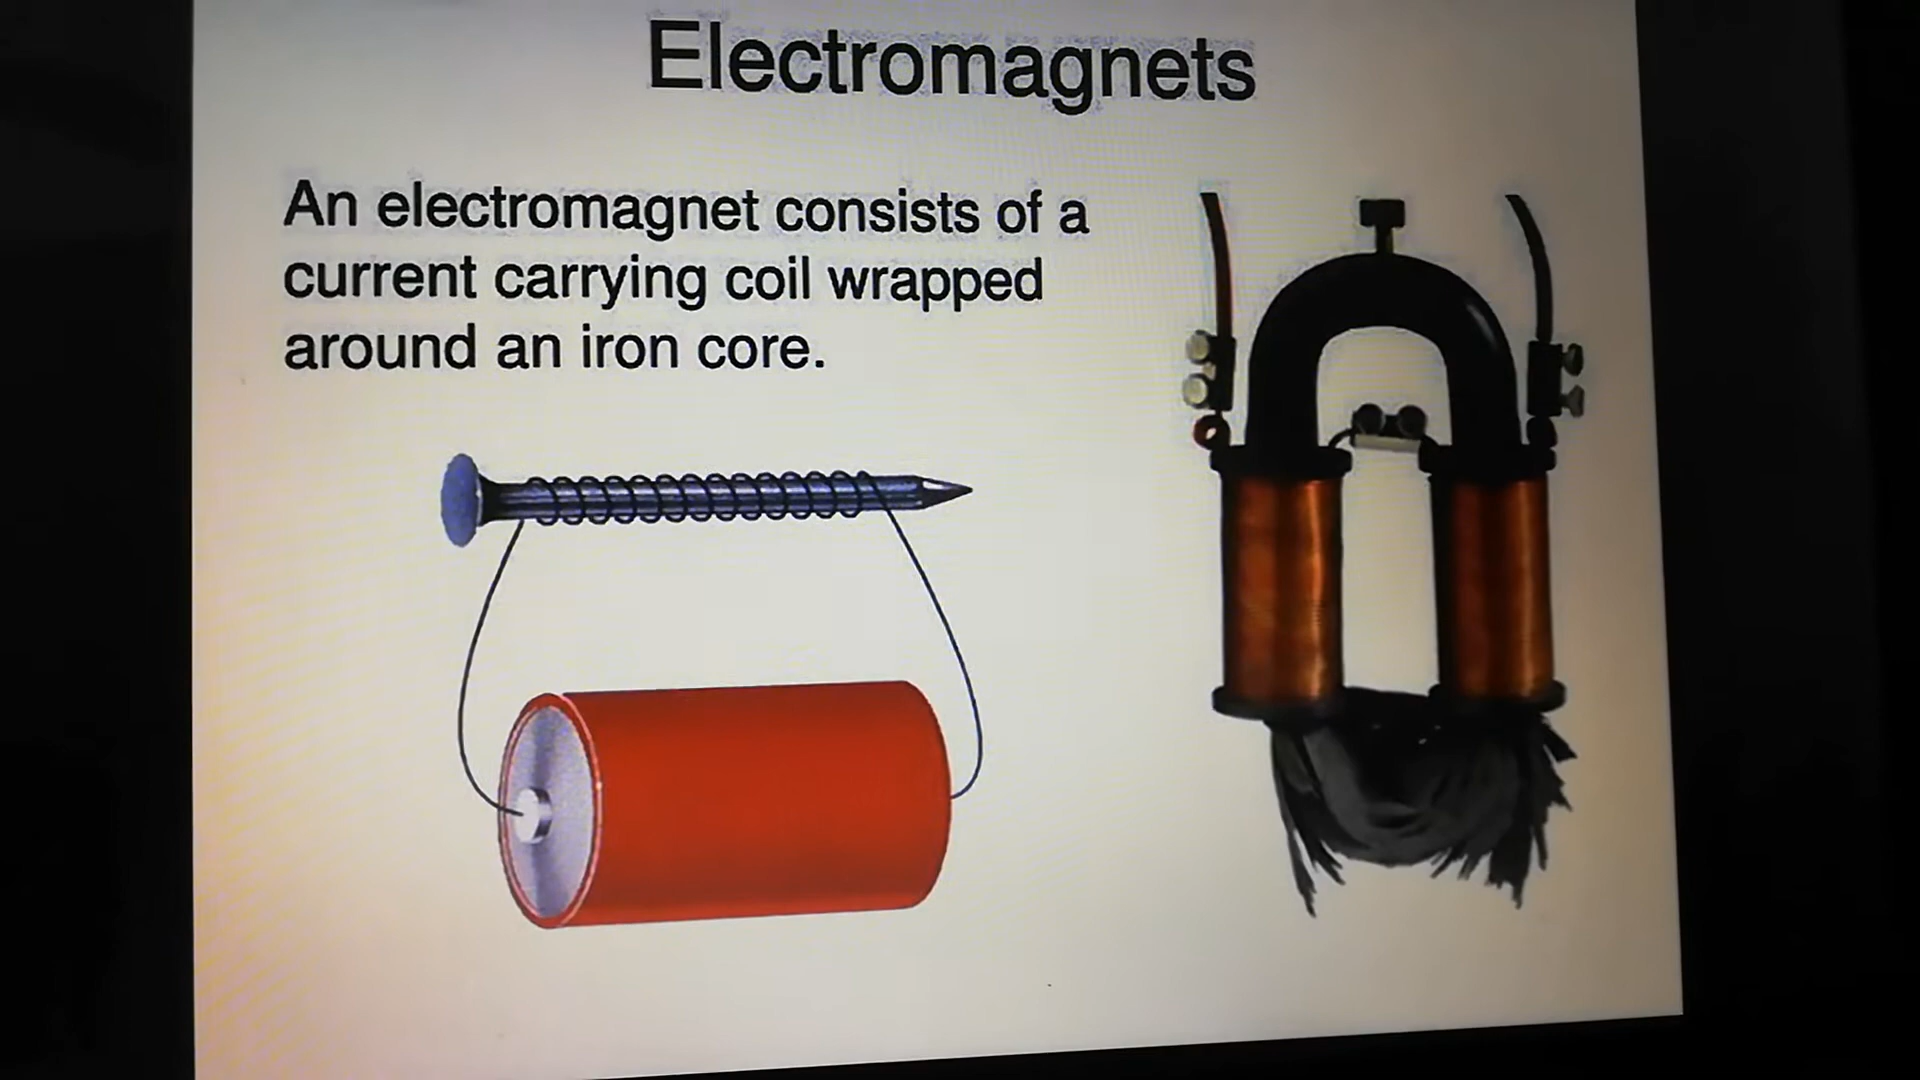 Electromagnets
An electromagnet consists of a
current carrying coil wrapped
around an iron core.